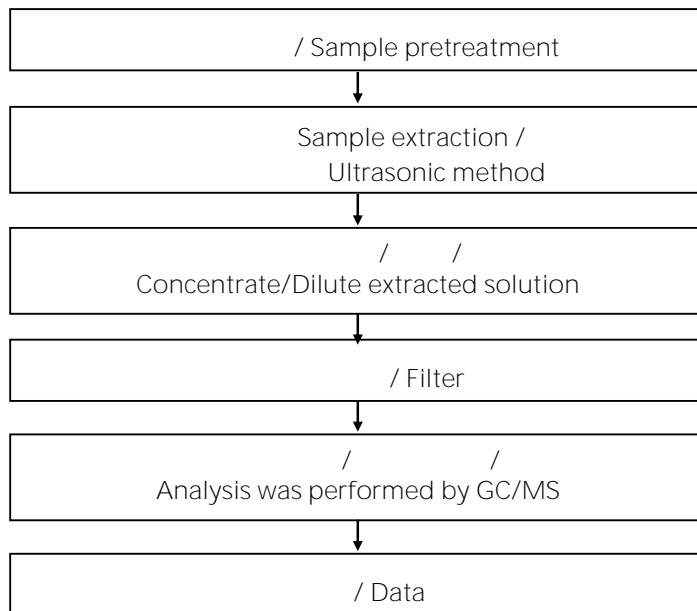 / Sample pretreatment
Sample extraction /
Ultrasonic method
/ /
Concentrate/Dilute extracted solution
/ Filter
/ /
Analysis was performed by GC/MS
/ Data